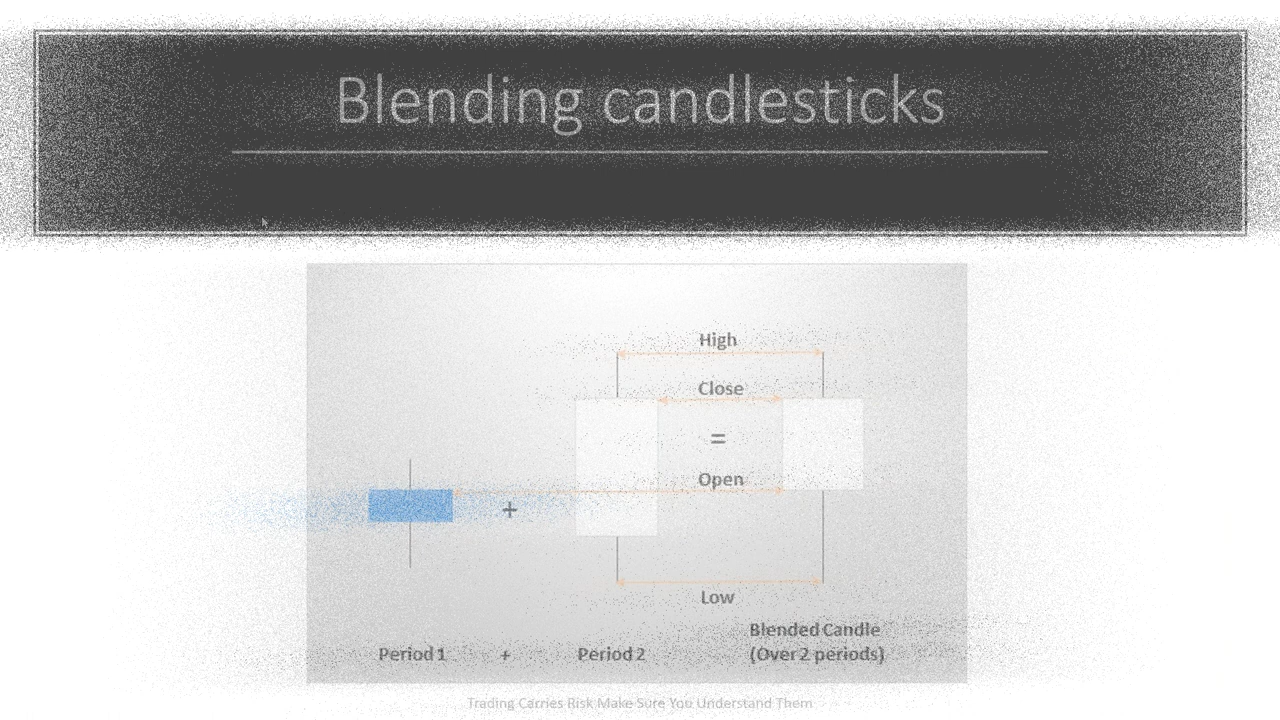 Blending candlesticks
High
Close
=
Open
+
Low
Blended Candle
(Over 2 periods)
Period 1 + Period 2
Trading Carries Risk Make Sure You Understand Them